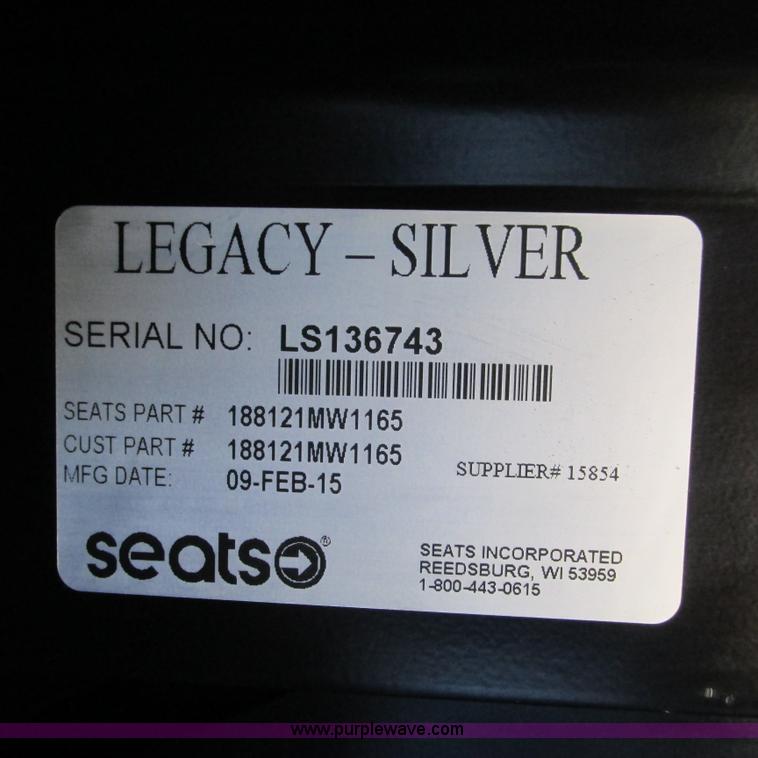 LEGACY – SILVER
SERIAL NO: LS136743
SEATS PART # 188121MW1165
CUST PART # 188121MW1165
MFG DATE: 09-FEB-15
SUPPLIER# 15854
seats®
SEATS INCORPORATED
REEDSBURG, WI 53959
1-800-443-0615
www.purplewave.com